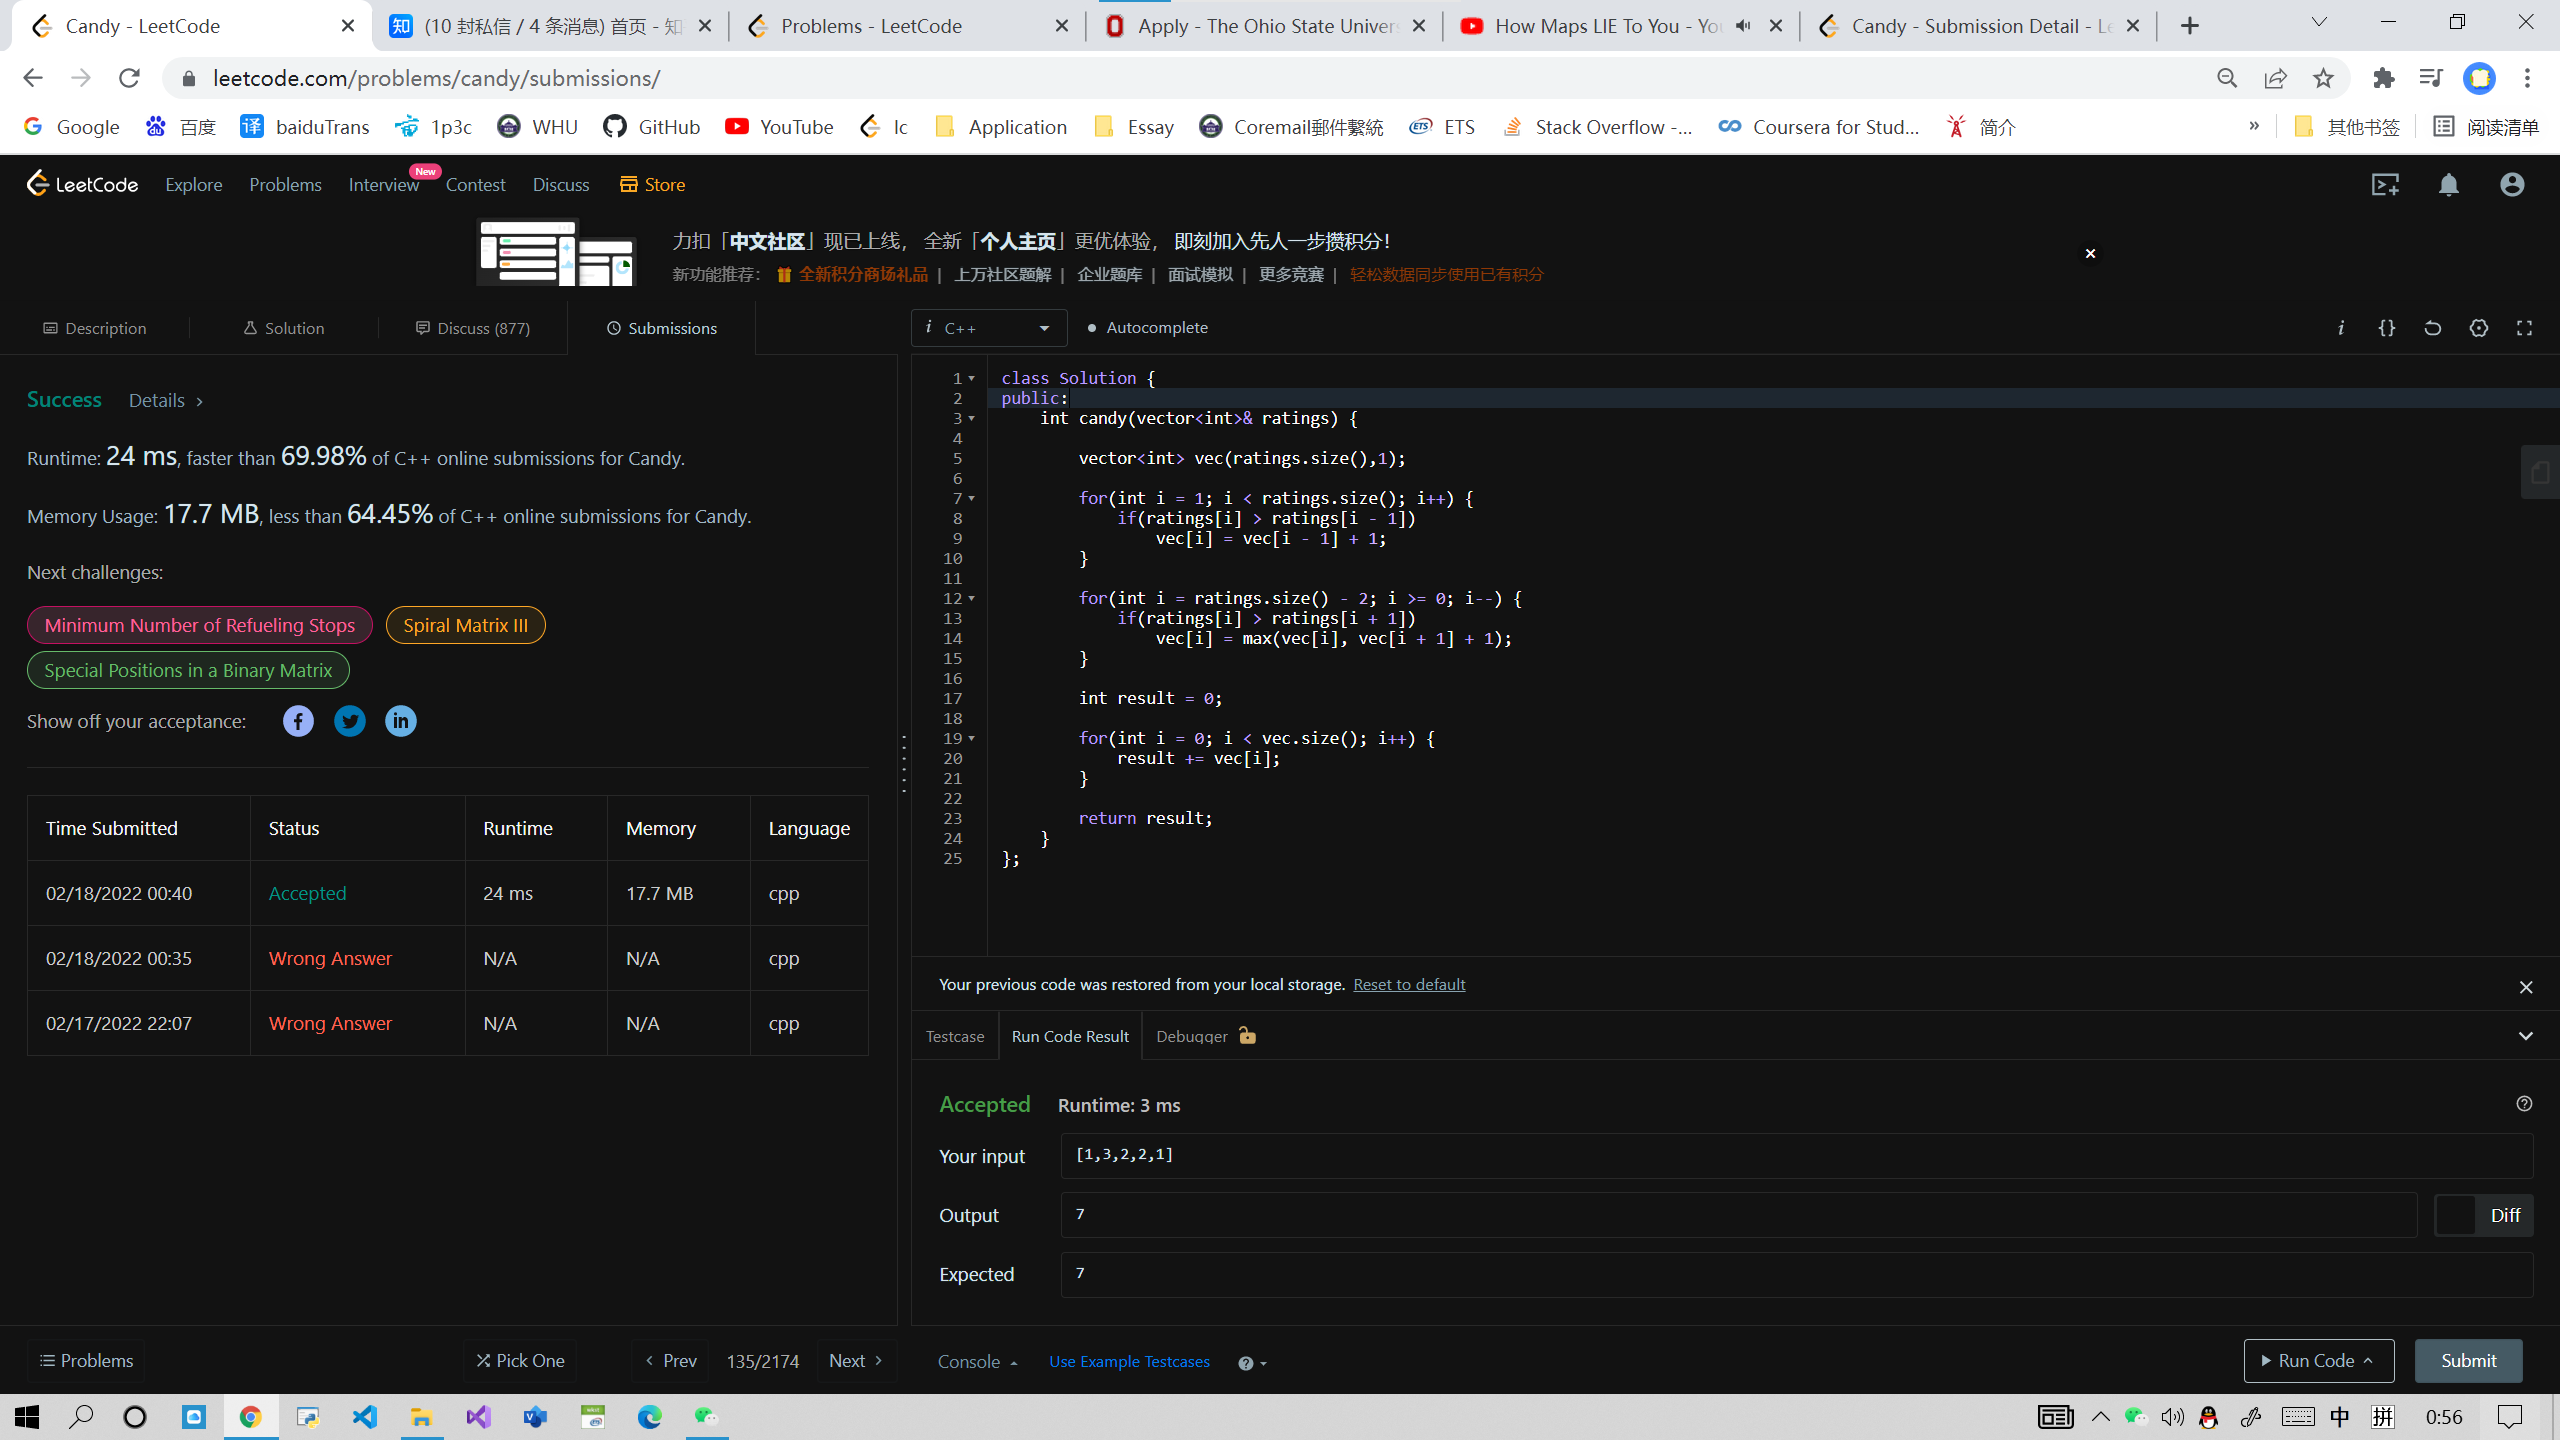 Candy - LeetCode
知 (10 封私信 / 4 条消息) 首页 - 知
Problems - LeetCode
Apply - The Ohio State Univers
How Maps LIE To You - You
Candy - Submission Detail - Le
leetcode.com/problems/candy/submissions/
Google
百度
译 baiduTrans
1p3c
WHU
GitHub
YouTube
lc
Application
Essay
Coremail郵件繫統
ETS
Stack Overflow -...
Coursera for Stud...
简介
»
其他书签
阅读清单
LeetCode
Explore
Problems
Interview
New
Contest
Discuss
Store
力扣「中文社区」现已上线， 全新「个人主页」更优体验， 即刻加入先人一步攒积分！
新功能推荐： 全新积分商场礼品 | 上万社区题解 | 企业题库 | 面试模拟 | 更多竞赛 | 轻松数据同步使用已有积分
Description
Solution
Discuss (877)
Submissions
Success Details >
Runtime: 24 ms, faster than 69.98% of C++ online submissions for Candy.
Memory Usage: 17.7 MB, less than 64.45% of C++ online submissions for Candy.
Next challenges:
Minimum Number of Refueling Stops
Spiral Matrix III
Special Positions in a Binary Matrix
Show off your acceptance:
Time Submitted Status Runtime Memory Language
02/18/2022 00:40 Accepted 24 ms 17.7 MB cpp
02/18/2022 00:35 Wrong Answer N/A N/A cpp
02/17/2022 22:07 Wrong Answer N/A N/A cpp
Problems
Pick One
Prev
135/2174
Next
i C++
Autocomplete
i {}
1 class Solution {
2 public:
3     int candy(vector<int>& ratings) {
4
5         vector<int> vec(ratings.size(),1);
6
7         for(int i = 1; i < ratings.size(); i++) {
8             if(ratings[i] > ratings[i - 1])
9                 vec[i] = vec[i - 1] + 1;
10         }
11
12         for(int i = ratings.size() - 2; i >= 0; i--) {
13             if(ratings[i] > ratings[i + 1])
14                 vec[i] = max(vec[i], vec[i + 1] + 1);
15         }
16
17         int result = 0;
18
19         for(int i = 0; i < vec.size(); i++) {
20             result += vec[i];
21         }
22
23         return result;
24     }
25 };
Your previous code was restored from your local storage. Reset to default
Testcase
Run Code Result
Debugger
Accepted Runtime: 3 ms
Your input [1,3,2,2,1]
Output 7
Diff
Expected 7
Console
Use Example Testcases
Run Code
Submit
中
拼
0:56